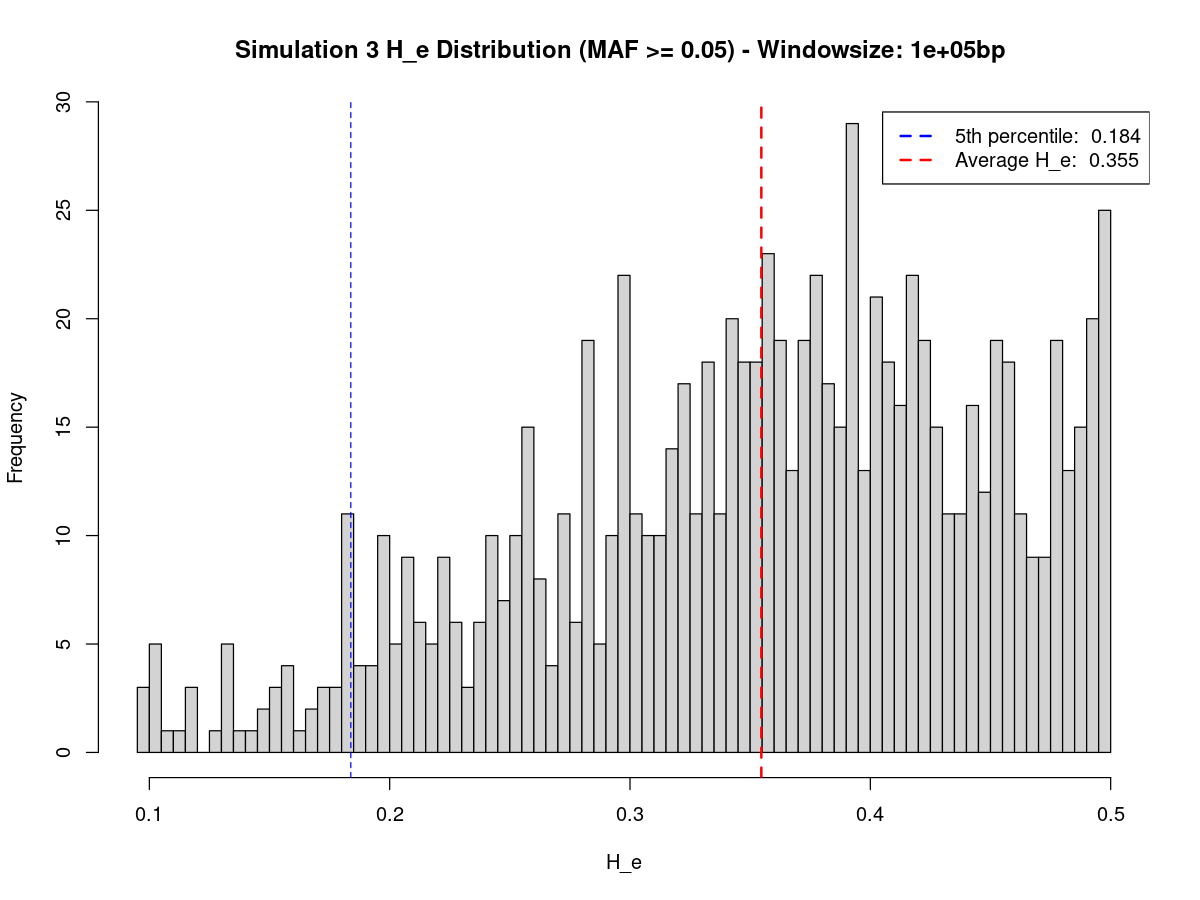 Simulation 3 H_e Distribution (MAF >= 0.05) - Windowsize: 1e+05bp
5th percentile: 0.184
Average H_e: 0.355
Frequency
30
25
20
15
10
5
0
0.1 0.2 0.3 0.4 0.5
H_e